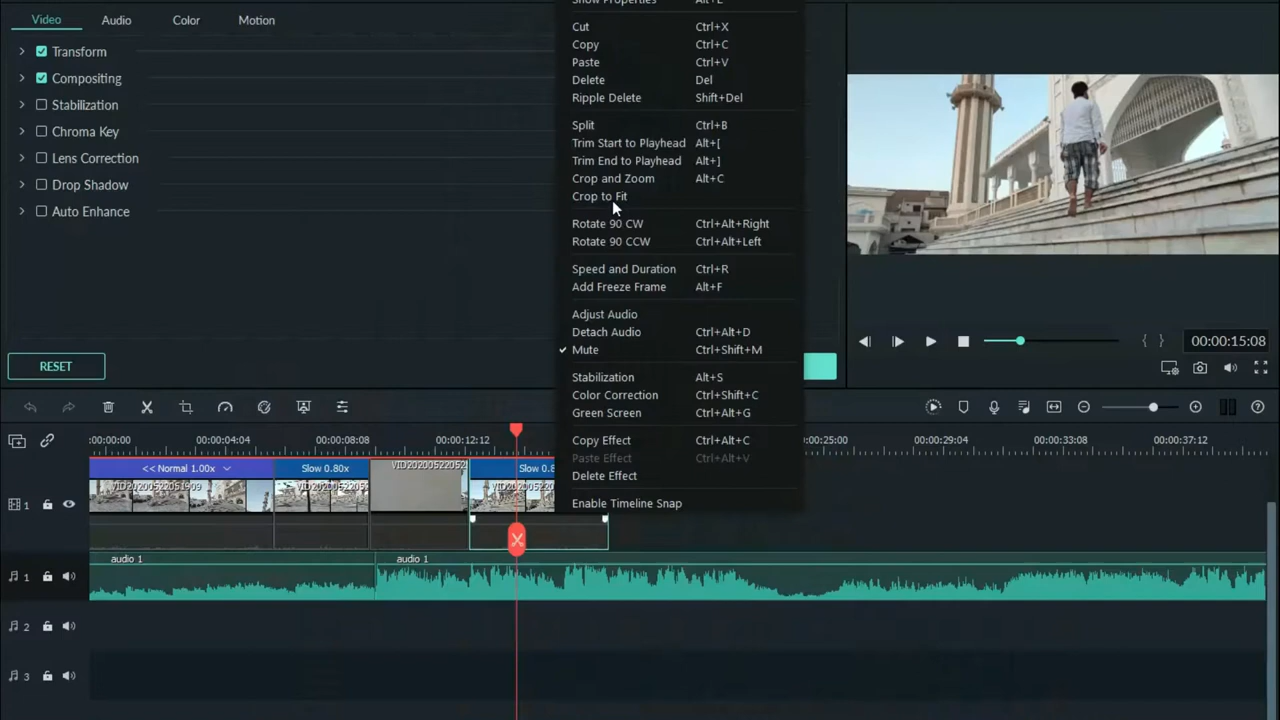 Video Audio Color Motion
Transform
Compositing
Stabilization
Chroma Key
Lens Correction
Drop Shadow
Auto Enhance
RESET
Show Properties Alt+E
Cut Ctrl+X
Copy Ctrl+C
Paste Ctrl+V
Delete Del
Ripple Delete Shift+Del
Split Ctrl+B
Trim Start to Playhead Alt+[
Trim End to Playhead Alt+]
Crop and Zoom Alt+C
Crop to Fit
Rotate 90 CW Ctrl+Alt+Right
Rotate 90 CCW Ctrl+Alt+Left
Speed and Duration Ctrl+R
Add Freeze Frame Alt+F
Adjust Audio
Detach Audio Ctrl+Alt+D
Mute Ctrl+Shift+M
Stabilization Alt+S
Color Correction Ctrl+Shift+C
Green Screen Ctrl+Alt+G
Copy Effect Ctrl+Alt+C
Paste Effect Ctrl+Alt+V
Delete Effect
Enable Timeline Snap
{ } 00:00:15:08
:00:00:00 00:00:04:04 00:00:08:08 00:00:12:12 00:00:25:00 00:00:29:04 00:00:33:08 00:00:37:12
<< Normal 1.00x Slow 0.80x Slow 0.8
1
audio 1 audio 1
1
2
3